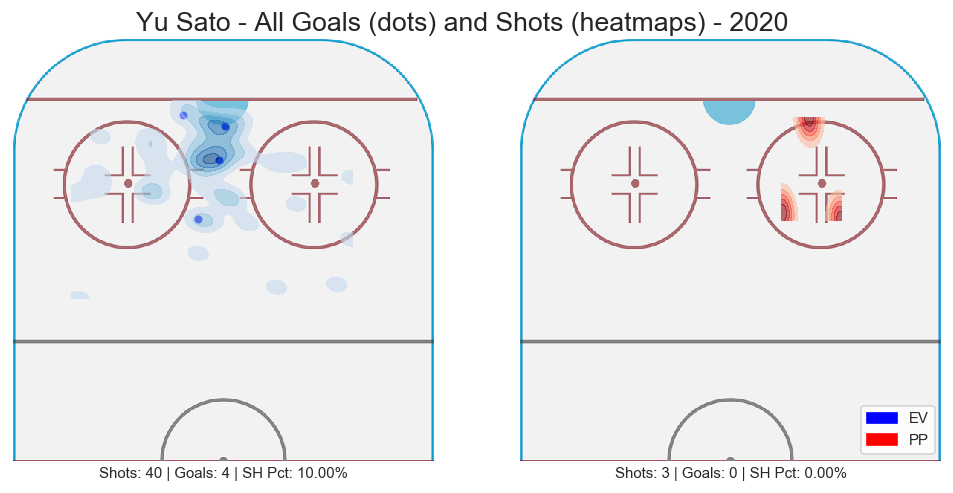 Yu Sato - All Goals (dots) and Shots (heatmaps) - 2020
EV
PP
Shots: 40 | Goals: 4 | SH Pct: 10.00%
Shots: 3 | Goals: 0 | SH Pct: 0.00%